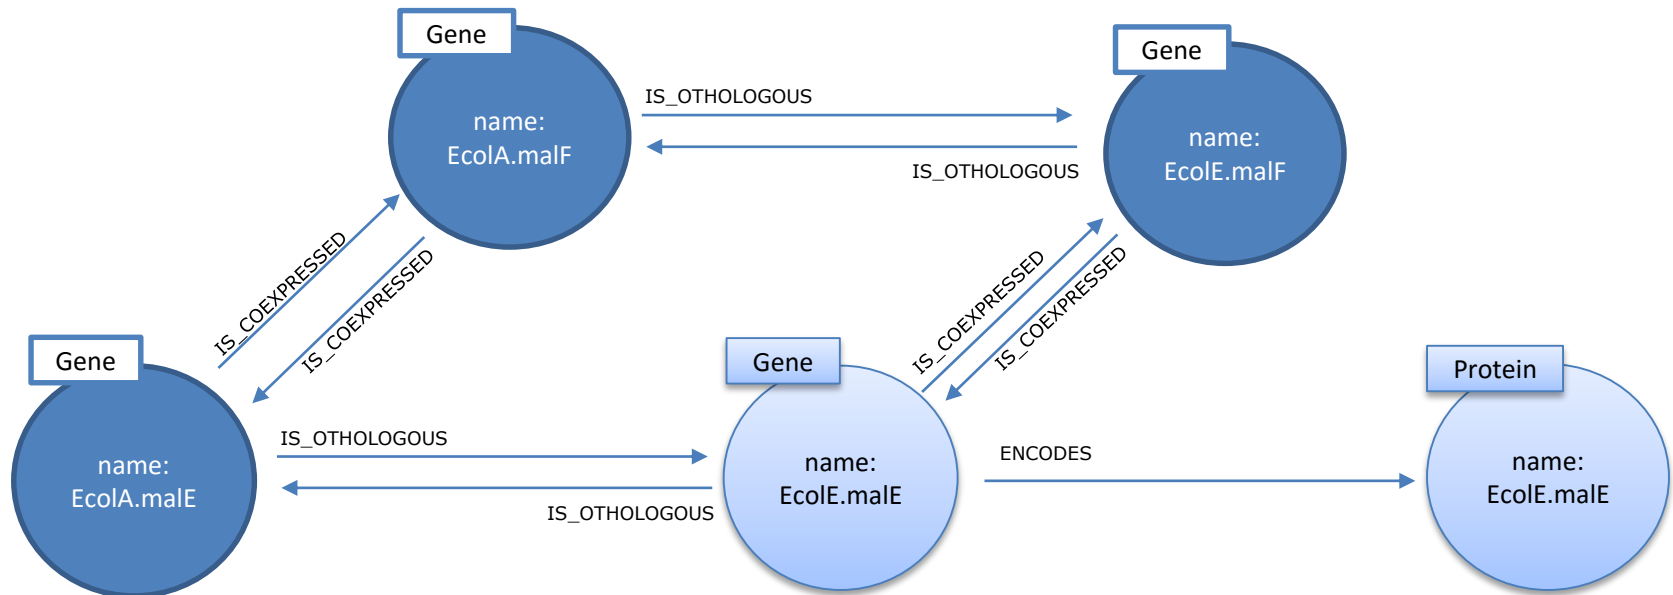 Gene
name:
EcolA.malF
IS_OTHOLOGOUS
IS_OTHOLOGOUS
Gene
name:
EcolE.malF
IS_COEXPRESSED
IS_COEXPRESSED
IS_COEXPRESSED
IS_COEXPRESSED
Gene
name:
EcolA.malE
IS_OTHOLOGOUS
IS_OTHOLOGOUS
Gene
name:
EcolE.malE
ENCODES
Protein
name:
EcolE.malE